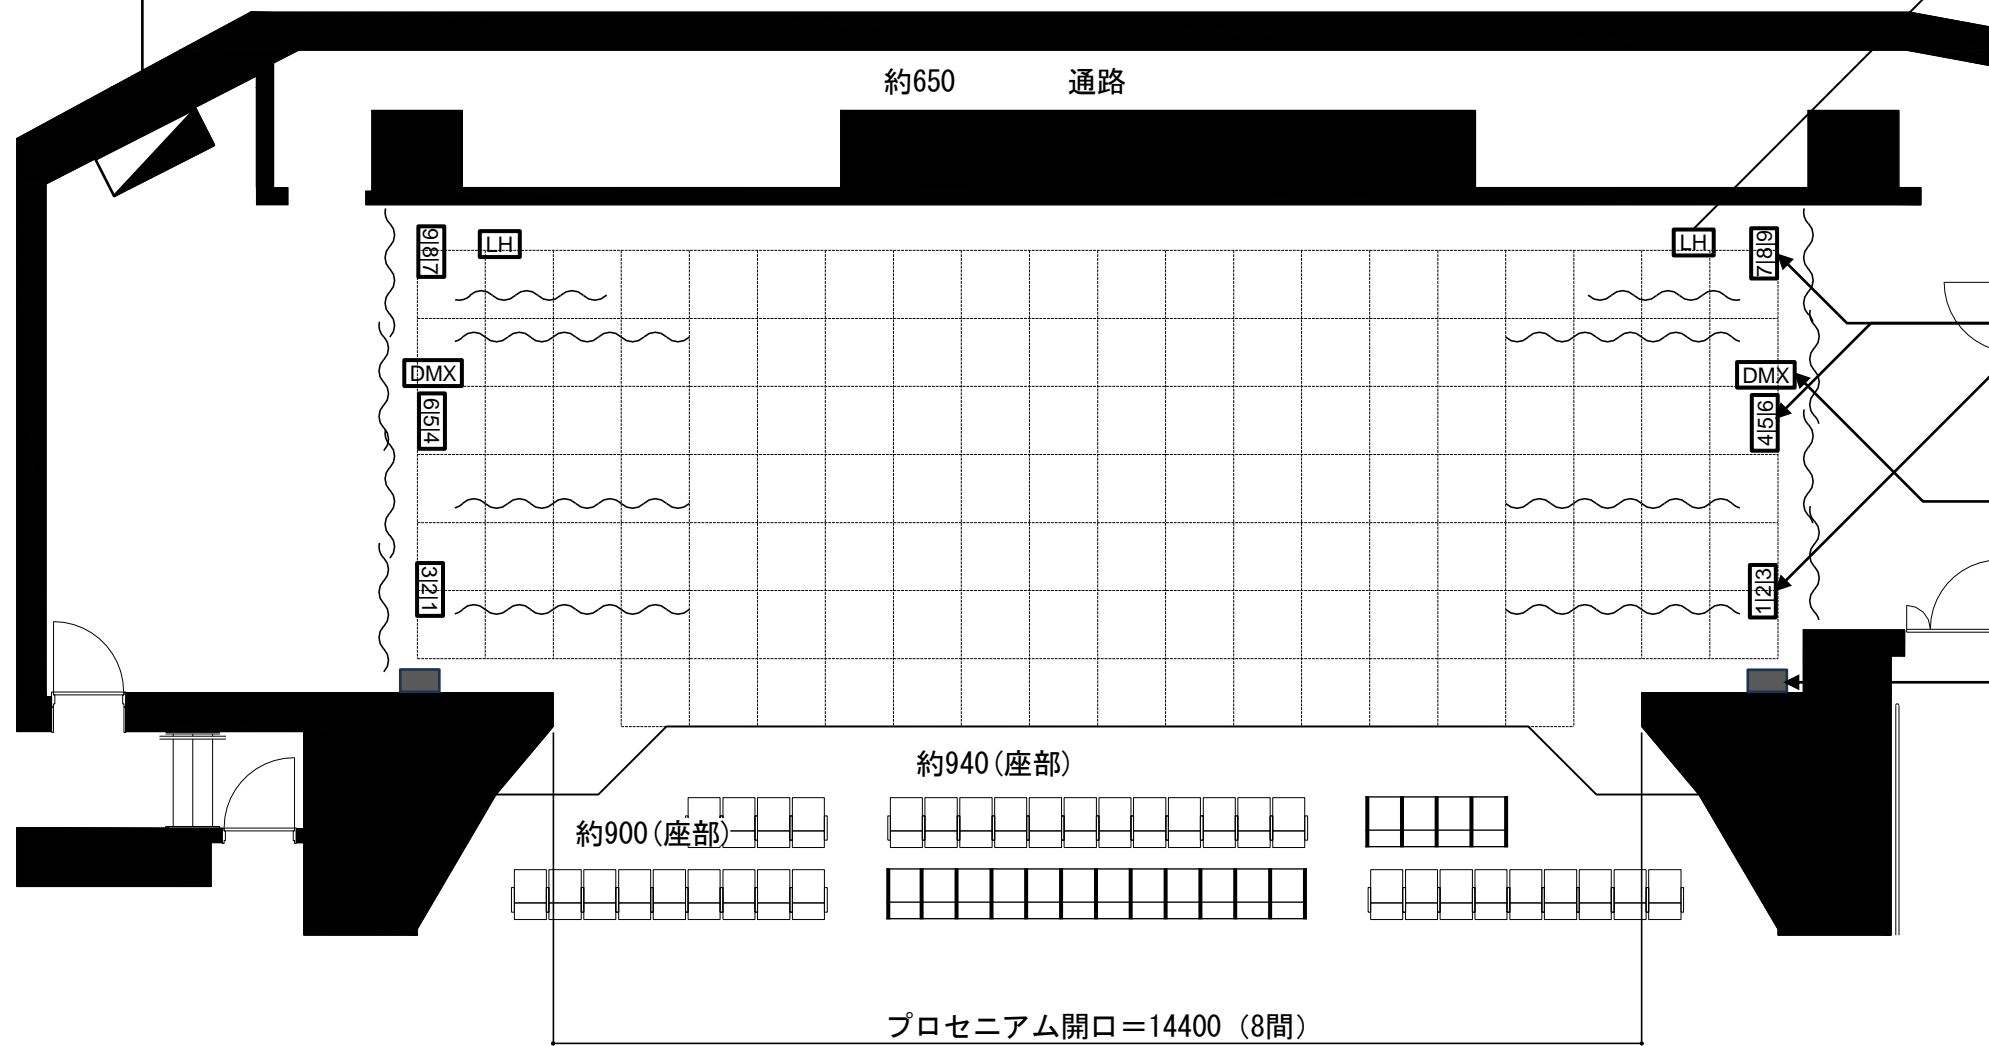 約650 通路
9|8|7
LH
LH
7|8|9
DMX
DMX
6|5|4
4|5|6
3|2|1
1|2|3
約940(座部)
約900(座部)
プロセニアム開口＝14400 (8間)